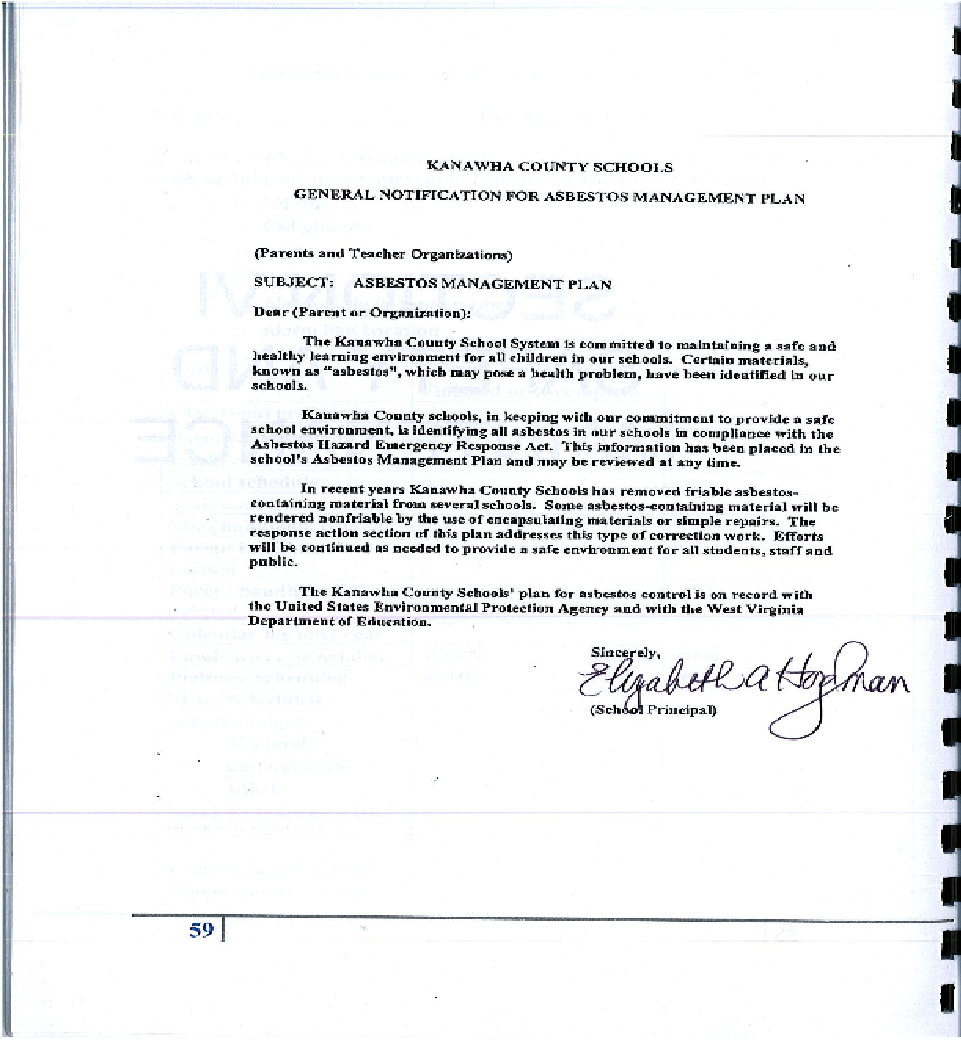 KANAWHA COUNTY SCHOOLS
GENERAL NOTIFICATION FOR ASBESTOS MANAGEMENT PLAN
(Parents and Teacher Organizations)
SUBJECT: ASBESTOS MANAGEMENT PLAN
Dear (Parent or Organization):
The Kanawha County School System is committed to maintaining a safe and
healthy learning environment for all children in our schools. Certain materials,
known as "asbestos", which may pose a health problem, have been identified in our
schools.
Kanawha County schools, in keeping with our commitment to provide a safe
school environment, is identifying all asbestos in our schools in compliance with the
Asbestos Hazard Emergency Response Act. This information has been placed in the
school's Asbestos Management Plan and may be reviewed at any time.
In recent years Kanawha County Schools has removed friable asbestos-
containing material from several schools. Some asbestos-containing material will be
rendered nonfriable by the use of encapsulating materials or simple repairs. The
response action section of this plan addresses this type of correction work. Efforts
will be continued as needed to provide a safe environment for all students, staff and
public.
The Kanawha County Schools' plan for asbestos control is on record with
the United States Environmental Protection Agency and with the West Virginia
Department of Education.
Sincerely,
Elizabeth A
(School Principal)
59